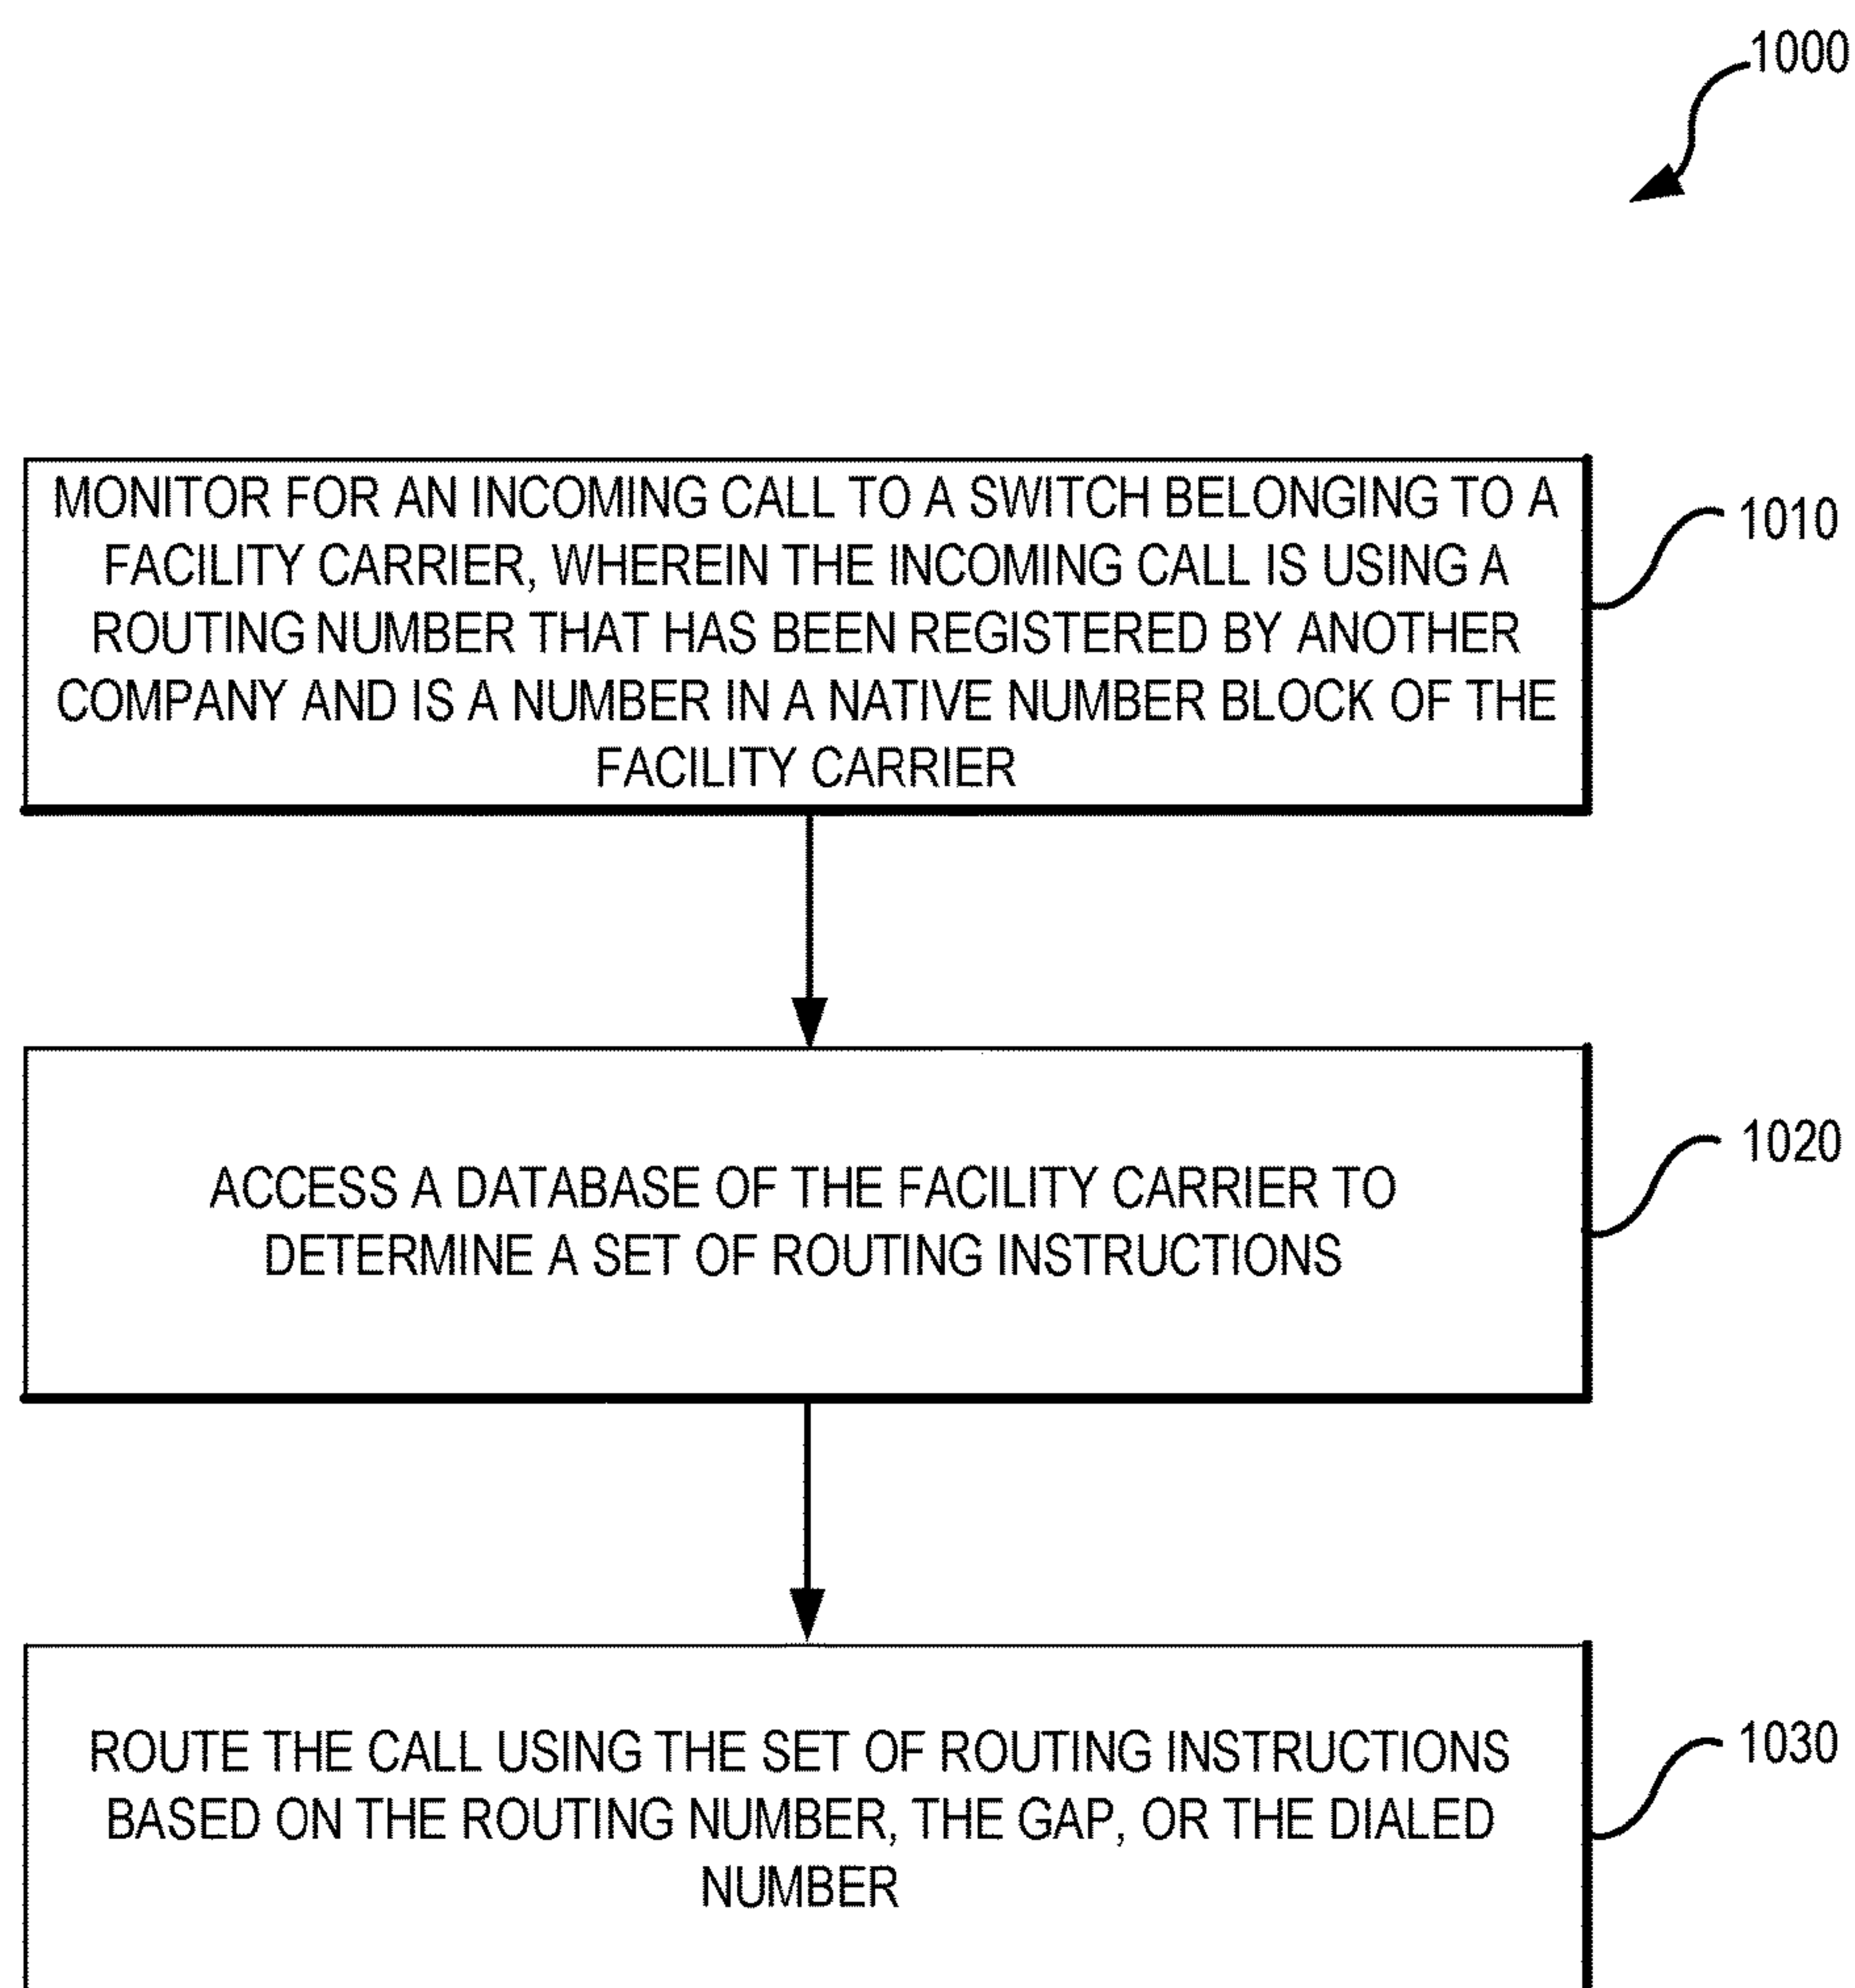 1000
MONITOR FOR AN INCOMING CALL TO A SWITCH BELONGING TO A
FACILITY CARRIER, WHEREIN THE INCOMING CALL IS USING A
ROUTING NUMBER THAT HAS BEEN REGISTERED BY ANOTHER
COMPANY AND IS A NUMBER IN A NATIVE NUMBER BLOCK OF THE
FACILITY CARRIER
1010
ACCESS A DATABASE OF THE FACILITY CARRIER TO
DETERMINE A SET OF ROUTING INSTRUCTIONS
1020
ROUTE THE CALL USING THE SET OF ROUTING INSTRUCTIONS
BASED ON THE ROUTING NUMBER, THE GAP, OR THE DIALED
NUMBER
1030